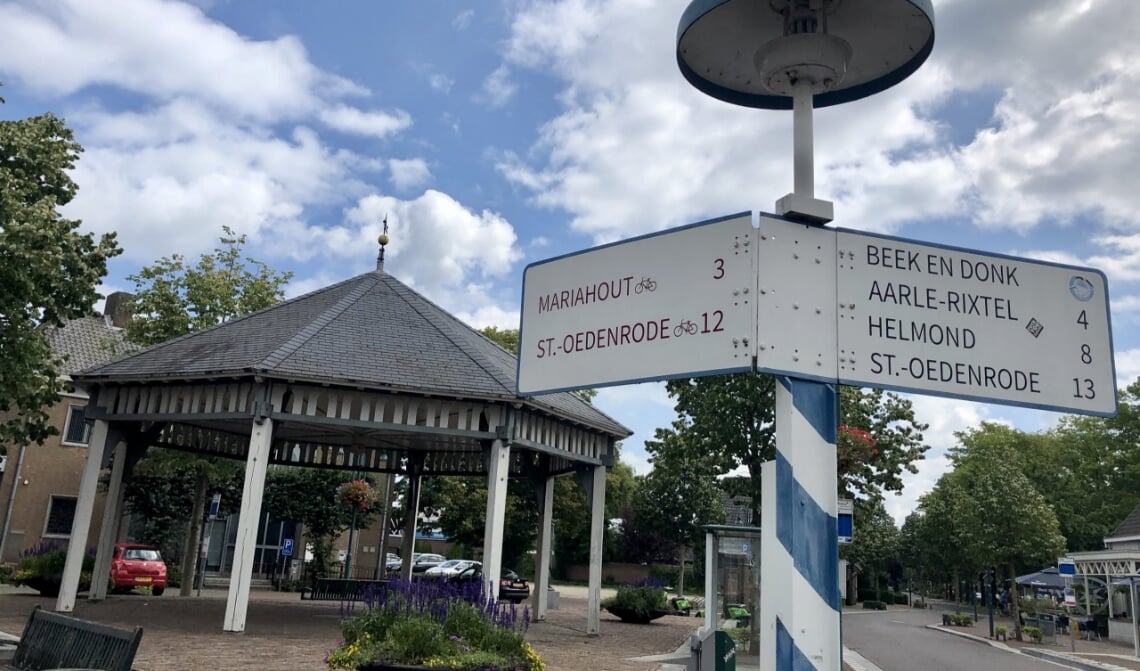 MARIAHOUT 3
ST.-OEDENRODE 12
BEEK EN DONK
AARLE-RIXTEL 4
HELMOND 8
ST.-OEDENRODE 13
P